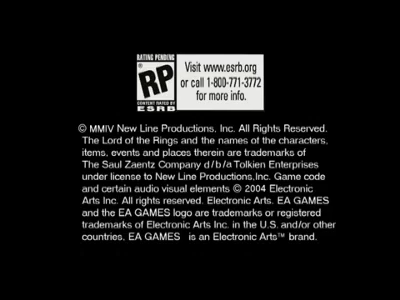 RATING PENDING
RP
CONTENT RATED BY
ESRB
Visit www.esrb.org
or call 1-800-771-3772
for more info.
© MMIV New Line Productions, Inc. All Rights Reserved.
The Lord of the Rings and the names of the characters,
items, events and places therein are trademarks of
The Saul Zaentz Company d/b/a Tolkien Enterprises
under license to New Line Productions,Inc. Game code
and certain audio visual elements © 2004 Electronic
Arts Inc. All rights reserved. Electronic Arts, EA GAMES
and the EA GAMES logo are trademarks or registered
trademarks of Electronic Arts Inc. in the U.S. and/or other
countries. EA GAMES is an Electronic Arts™ brand.